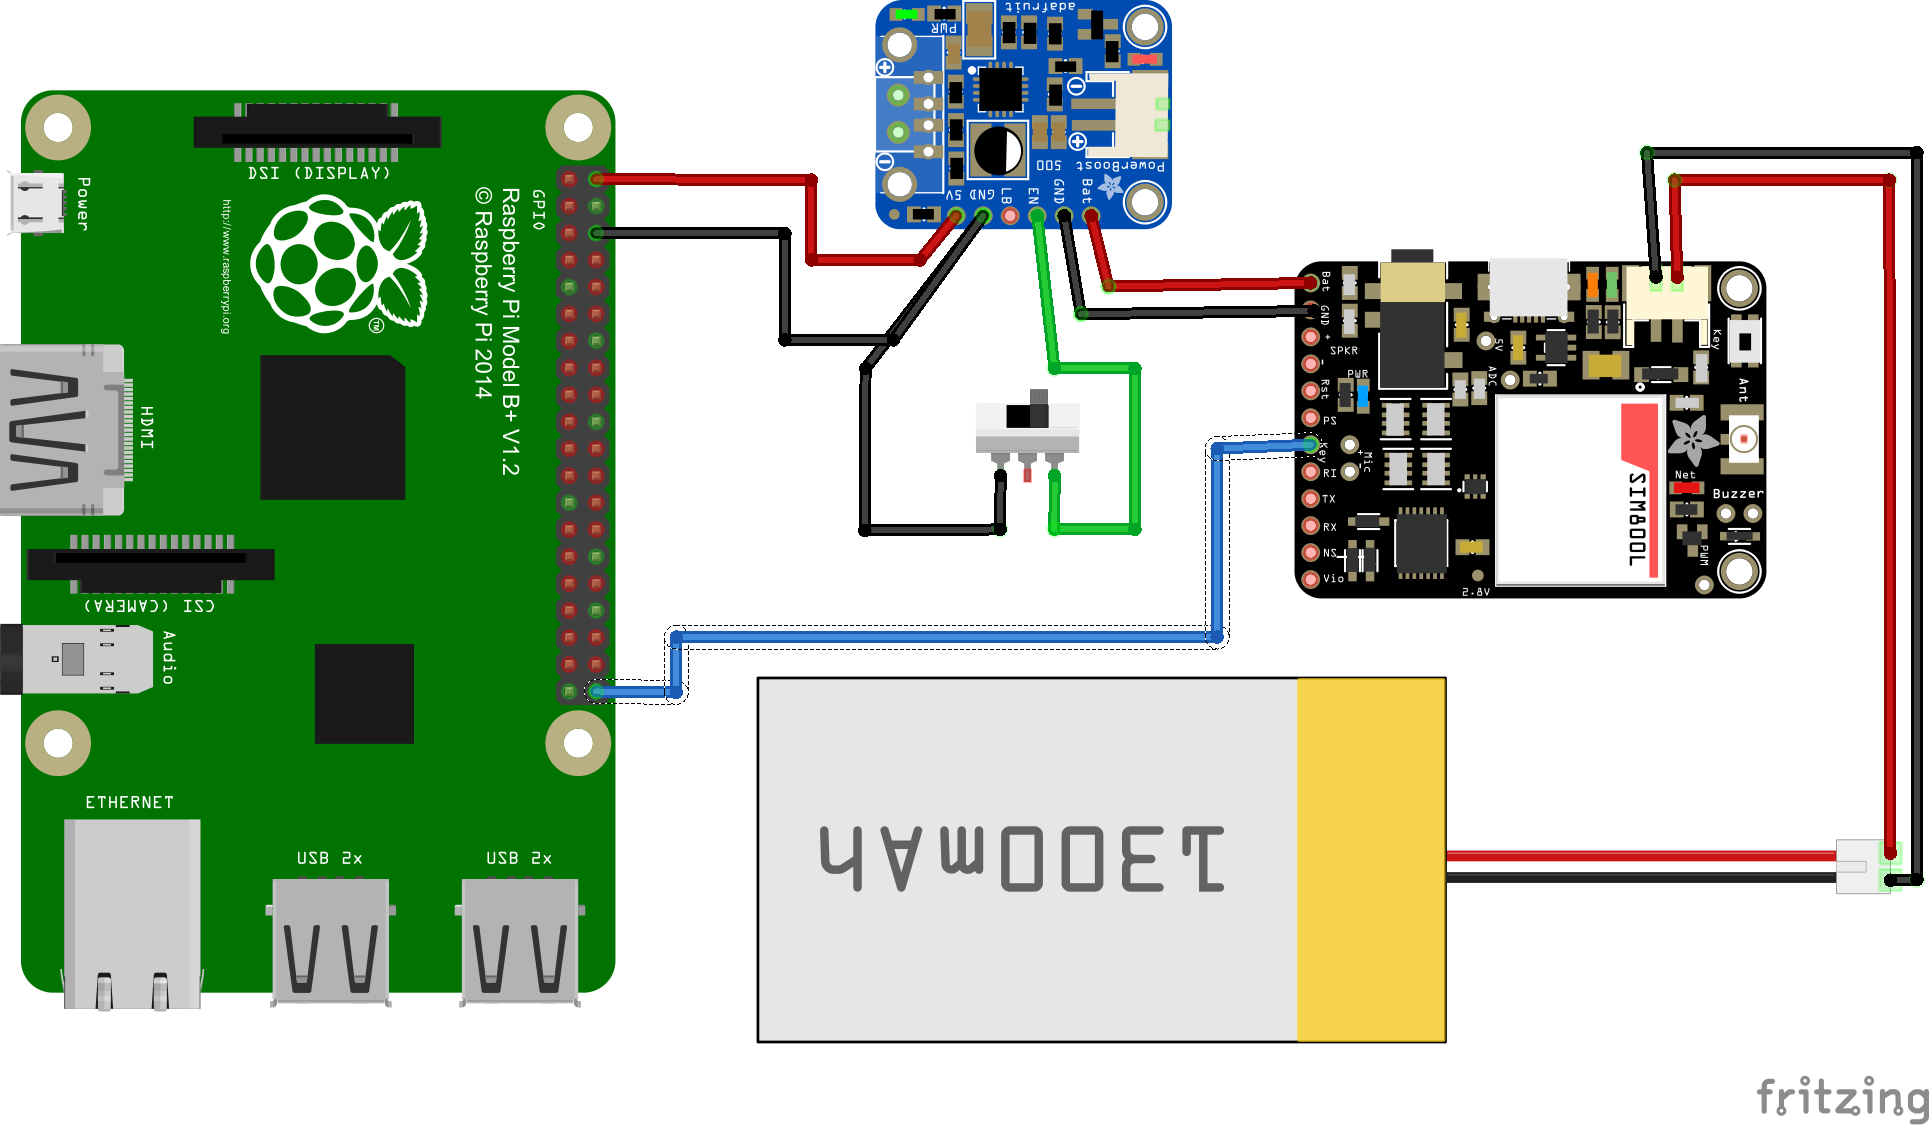 adafruit
PWR
PowerBoost
500
5V
GND
LB
EN
GND
Bat
DSI (DISPLAY)
Power
http://www.raspberrypi.org
TM
GPIO
Raspberry Pi Model B+ V1.2
© Raspberry Pi 2014
HDMI
CSI (CAMERA)
Audio
ETHERNET
USB 2x
USB 2x
Bat
GND
+
SPKR
-
Rst
PS
Key
RI
TX
RX
NS
Vio
PWR
+
Mic
-
5V
ADC
Key
Ant
Net
Buzzer
PWM
2.8V
SIM800L
1300mAh
fritzing